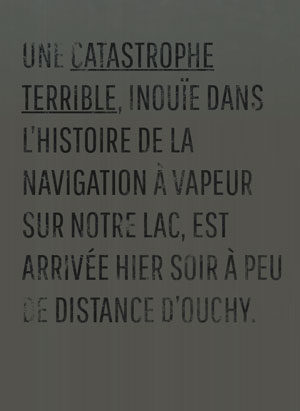 UNE CATASTROPHE
TERRIBLE, INOUÏE DANS
L'HISTOIRE DE LA
NAVIGATION À VAPEUR
SUR NOTRE LAC, EST
ARRIVÉE HIER SOIR À PEU
DE DISTANCE D'OUCHY.